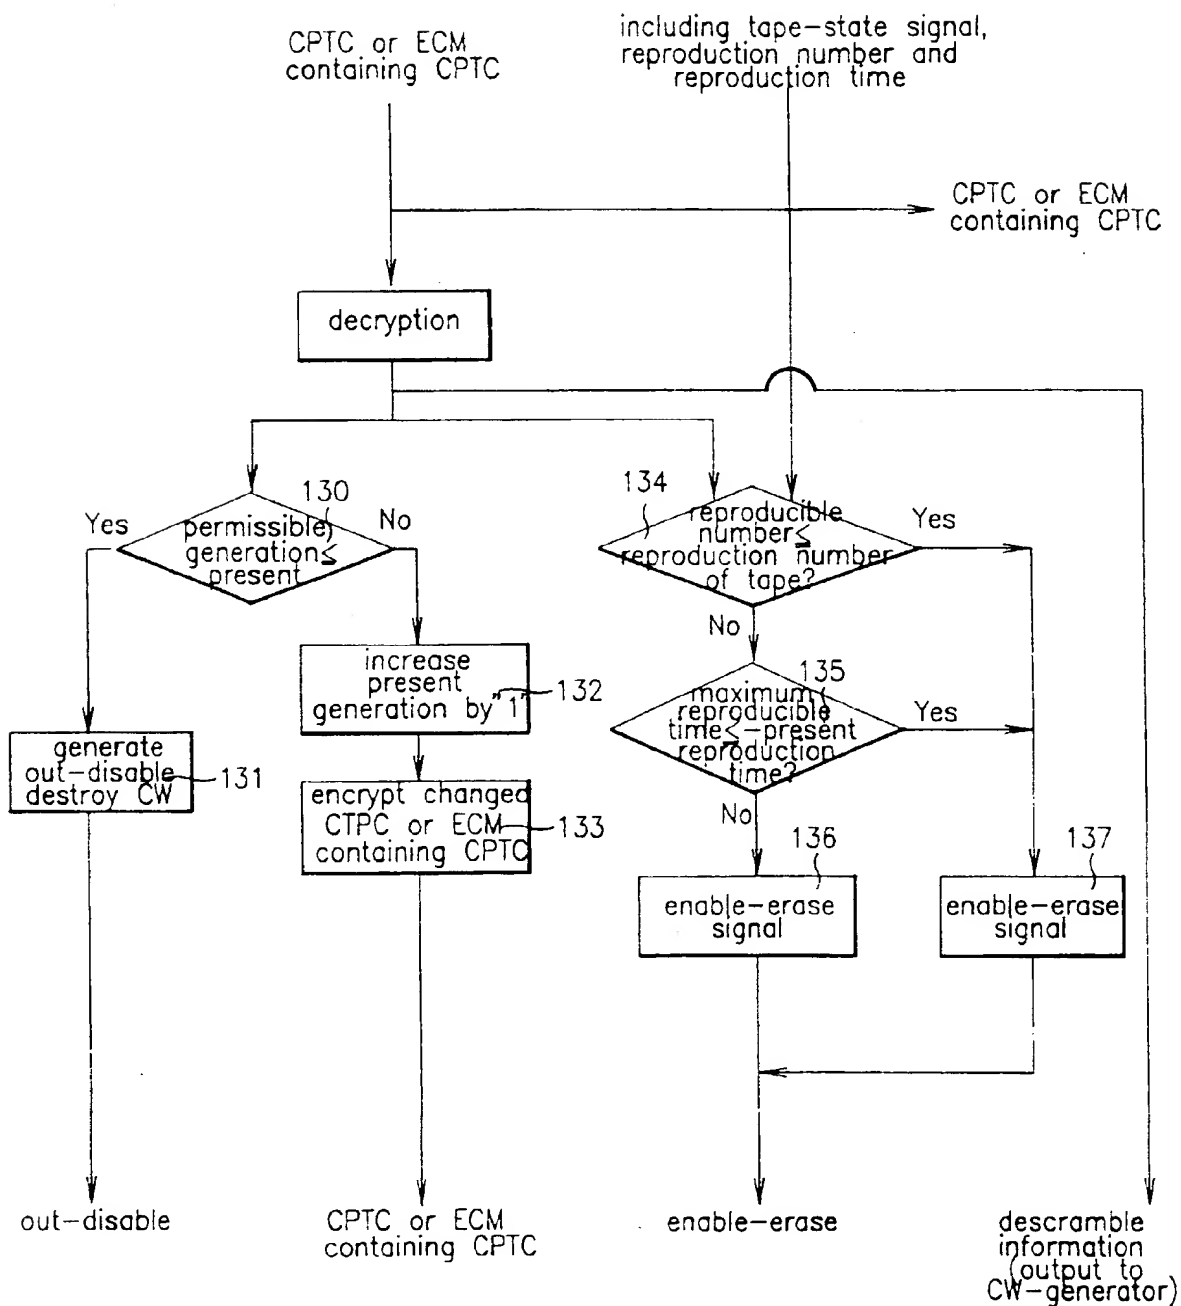 CPTC or ECM
containing CPTC
including tape-state signal,
reproduction number and
reproduction time
CPTC or ECM
containing CPTC
decryption
130
Yes
No
permissible
generation≤
present
134
reproducible
number≤
reproduction number
of tape?
Yes
No
increase
present
generation by"1"
132
135
maximum
reproducible
time≤-present
reproduction
time?
Yes
No
generate
out-disable
destroy CW
131
encrypt changed
CTPC or ECM
containing CPTC
133
136
enable-erase
signal
137
enable-erase
signal
out-disable
CPTC or ECM
containing CPTC
enable-erase
descramble
information
(output to
CW-generator)